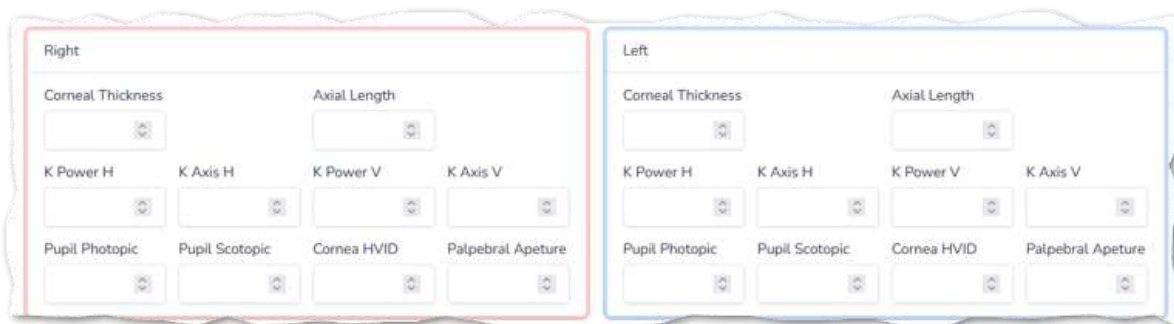 Right
Corneal Thickness Axial Length
K Power H K Axis H K Power V K Axis V
Pupil Photopic Pupil Scotopic Cornea HVID Palpebral Apeture
Left
Corneal Thickness Axial Length
K Power H K Axis H K Power V K Axis V
Pupil Photopic Pupil Scotopic Cornea HVID Palpebral Apeture